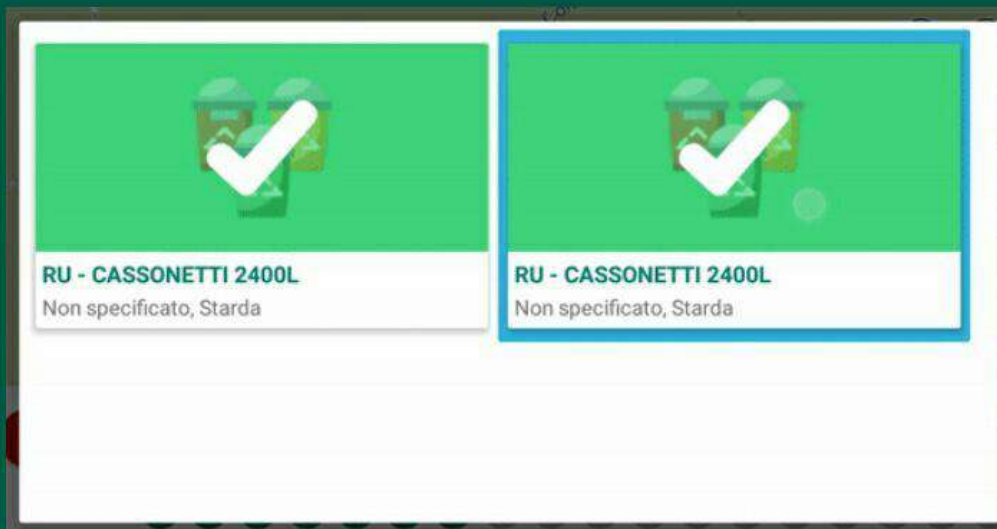 RU - CASSONETTI 2400L
Non specificato, Starda
RU - CASSONETTI 2400L
Non specificato, Starda